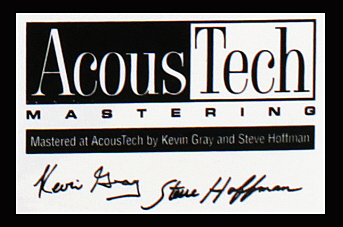 AcousTech
MASTERING
Mastered at AcousTech by Kevin Gray and Steve Hoffman
Kevin Gray Steve Hoffman